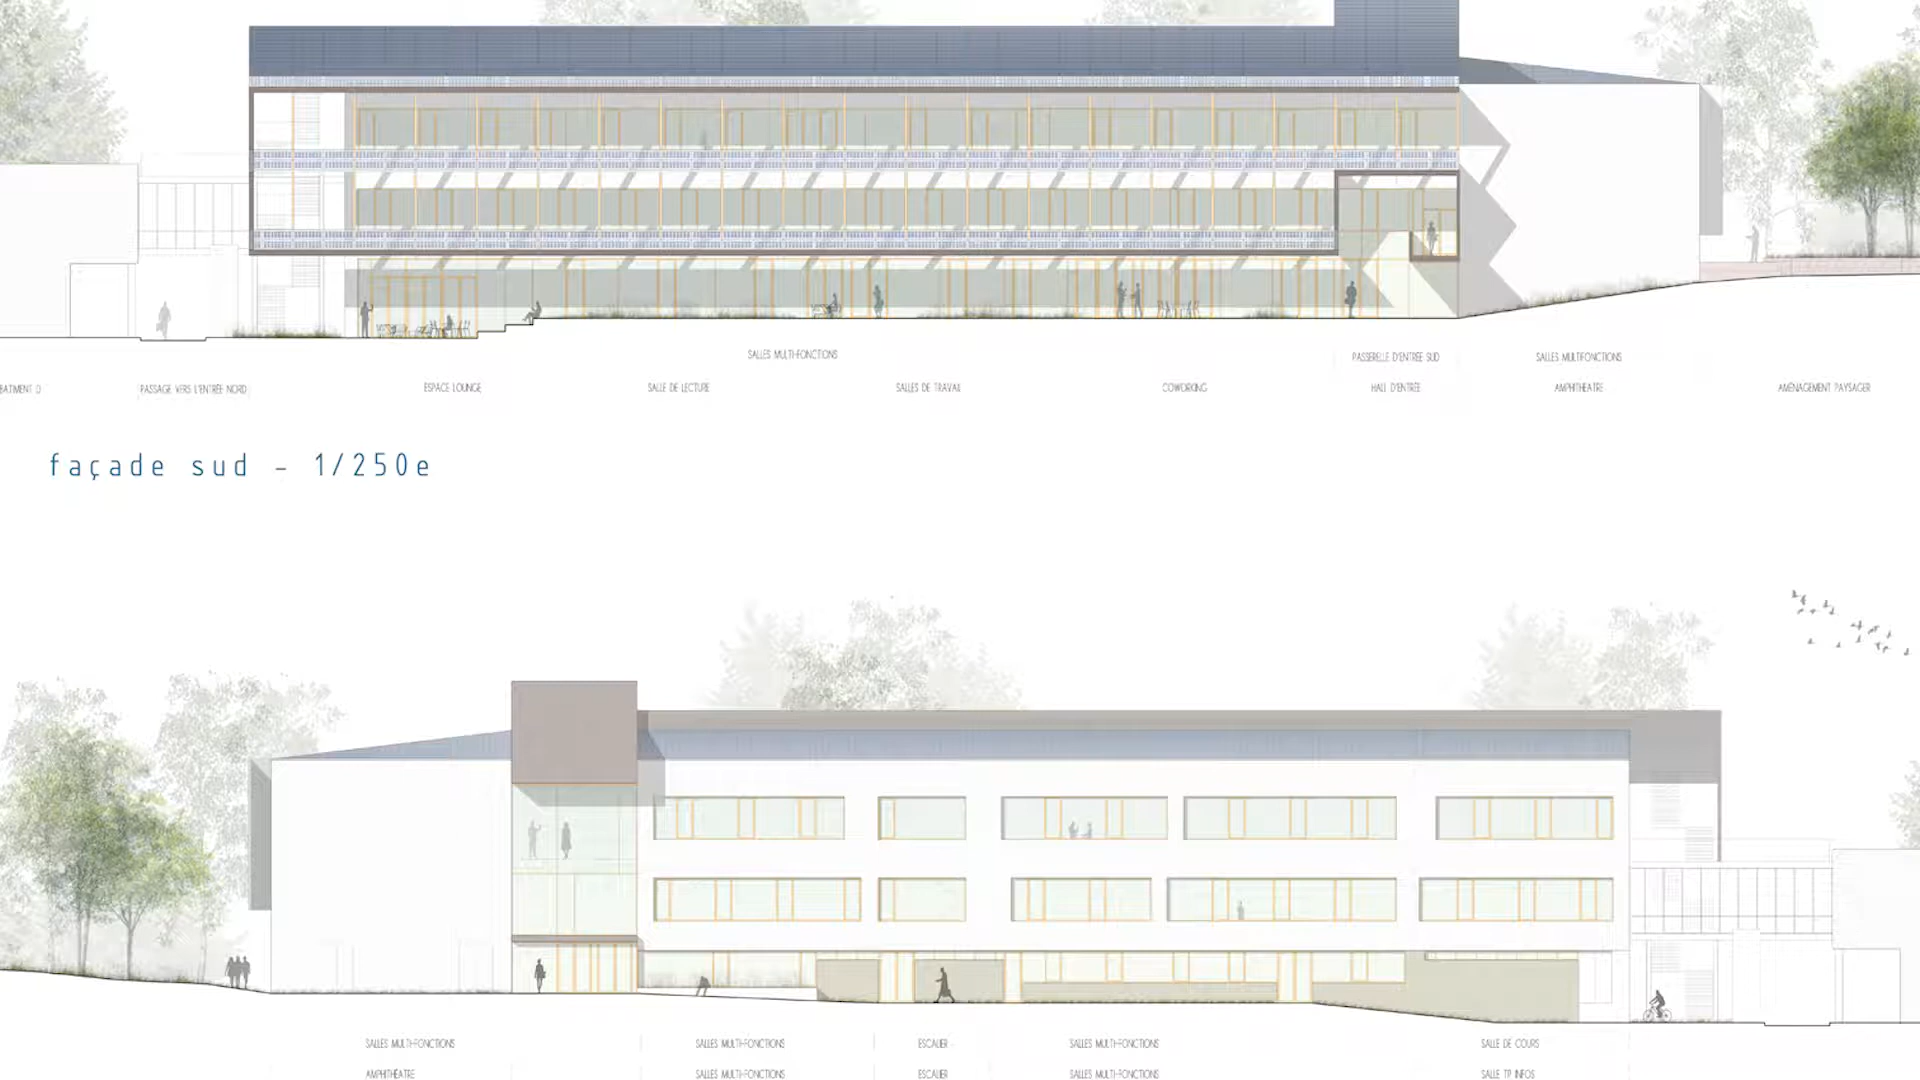 SALLES MULTI-FONCTIONS
PASSERELLE D'ENTRÉE SUD
SALLES MULTIFONCTIONS
BATIMENT D
PASSAGE VERS L'ENTRÉE NORD
ESPACE LOUNGE
SALLE DE LECTURE
SALLES DE TRAVAIL
COWORKING
HALL D'ENTRÉE
AMPHITHEATRE
AMÉNAGEMENT PAYSAGER
façade sud - 1/250e
SALLES MULTI-FONCTIONS
SALLES MULTI-FONCTIONS
ESCALIER
SALLES MULTI-FONCTIONS
SALLE DE COURS
AMPHITHÉATRE
SALLES MULTI-FONCTIONS
ESCALIER
SALLES MULTI-FONCTIONS
SALLE TP INFOS